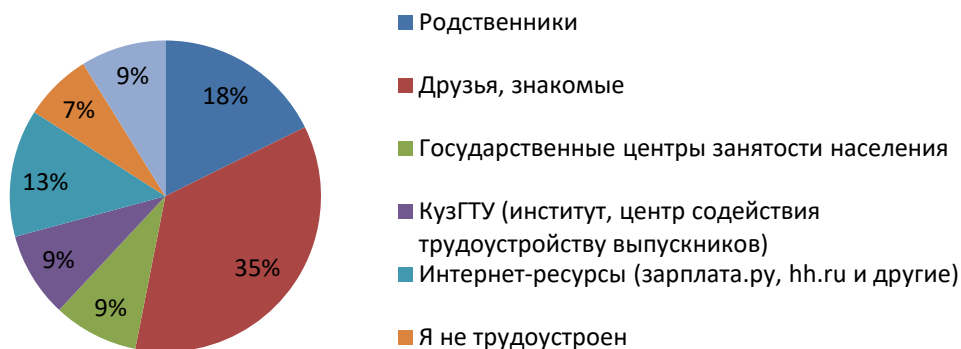 Родственники
Друзья, знакомые
Государственные центры занятости населения
КузГТУ (институт, центр содействия
трудоустройству выпускников)
Интернет-ресурсы (зарплата.ру, hh.ru и другие)
Я не трудоустроен
9%
18%
7%
13%
9%
35%
9%